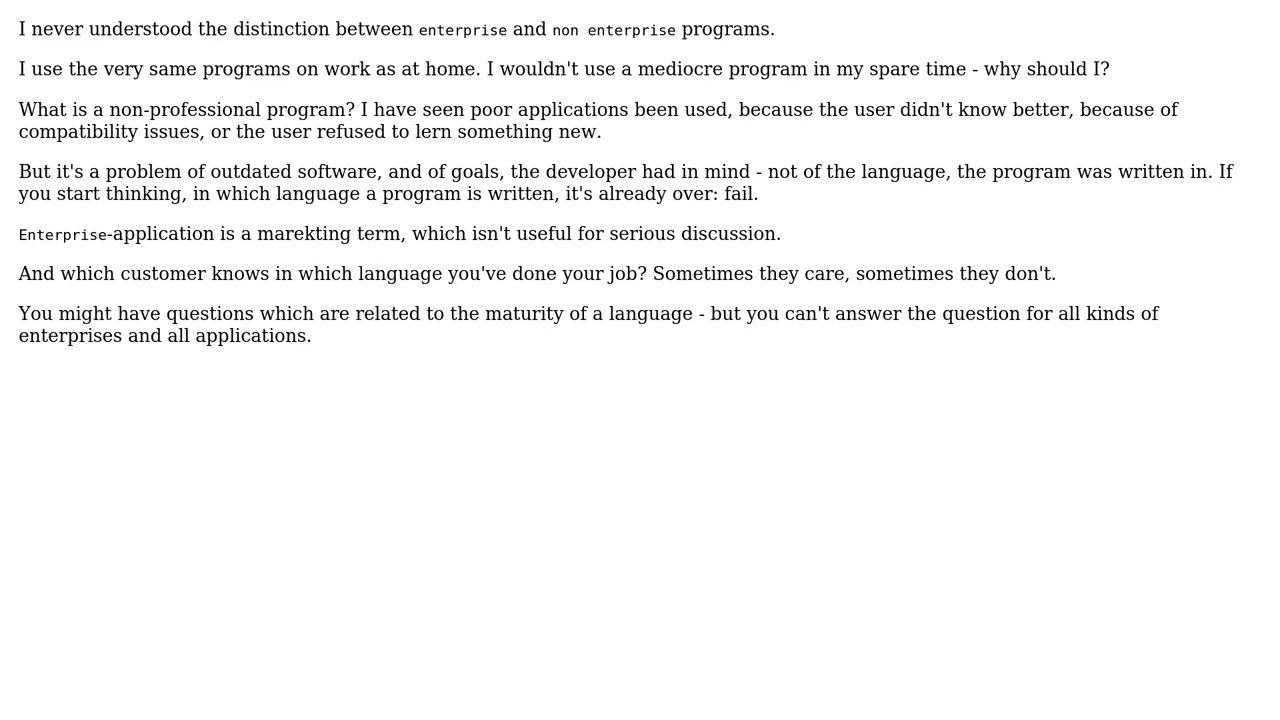 I never understood the distinction between enterprise and non enterprise programs.
I use the very same programs on work as at home. I wouldn't use a mediocre program in my spare time - why should I?
What is a non-professional program? I have seen poor applications been used, because the user didn't know better, because of
compatibility issues, or the user refused to lern something new.
But it's a problem of outdated software, and of goals, the developer had in mind - not of the language, the program was written in. If
you start thinking, in which language a program is written, it's already over: fail.
Enterprise-application is a marekting term, which isn't useful for serious discussion.
And which customer knows in which language you've done your job? Sometimes they care, sometimes they don't.
You might have questions which are related to the maturity of a language - but you can't answer the question for all kinds of
enterprises and all applications.